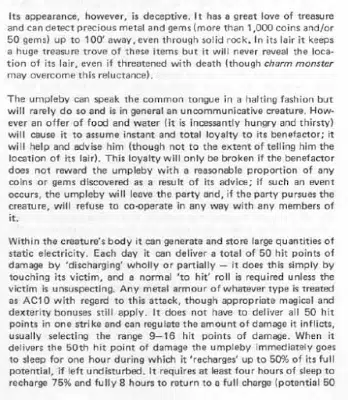 Its appearance, however, is deceptive. It has a great love of treasure
and can detect precious metal and gems (more than 1,000 coins and/or
50 gems) up to 100' away, even through solid rock. In its lair it keeps
a huge treasure trove of these items but it will never reveal the loca-
tion of its lair, even if threatened with death (though charm monster
may overcome this reluctance).
The umpleby can speak the common tongue in a halting fashion but
will rarely do so and is in general an uncommunicative creature. How-
ever an offer of food and water (it is incessantly hungry and thirsty)
will cause it to assume instant and total loyalty to its benefactor; it
will help and advise him (though not to the extent of telling him the
location of its lair). This loyalty will only be broken if the benefactor
does not reward the umpleby with a reasonable proportion of any
coins or gems discovered as a result of its advice; if such an event
occurs, the umpleby will leave the party and, if the party pursues the
creature, will refuse to co-operate in any way with any members of
it.
Within the creature's body it can generate and store large quantities of
static electricity. Each day it can deliver a total of 50 hit points of
damage by 'discharging' wholly or partially — it does this simply by
touching its victim, and a normal 'to hit' roll is required unless the
victim is unsuspecting. Any metal armour of whatever type is treated
as AC10 with regard to this attack, though appropriate magical and
dexterity bonuses still apply. It does not have to deliver all 50 hit
points in one strike and can regulate the amount of damage it inflicts,
usually selecting the range 9–16 hit points of damage. When it
delivers the 50th hit point of damage the umpleby immediately goes
to sleep for one hour during which it 'recharges' up to 50% of its full
potential, if left undisturbed. It requires at least four hours of sleep to
recharge 75% and fully 8 hours to return to a full charge (potential 50